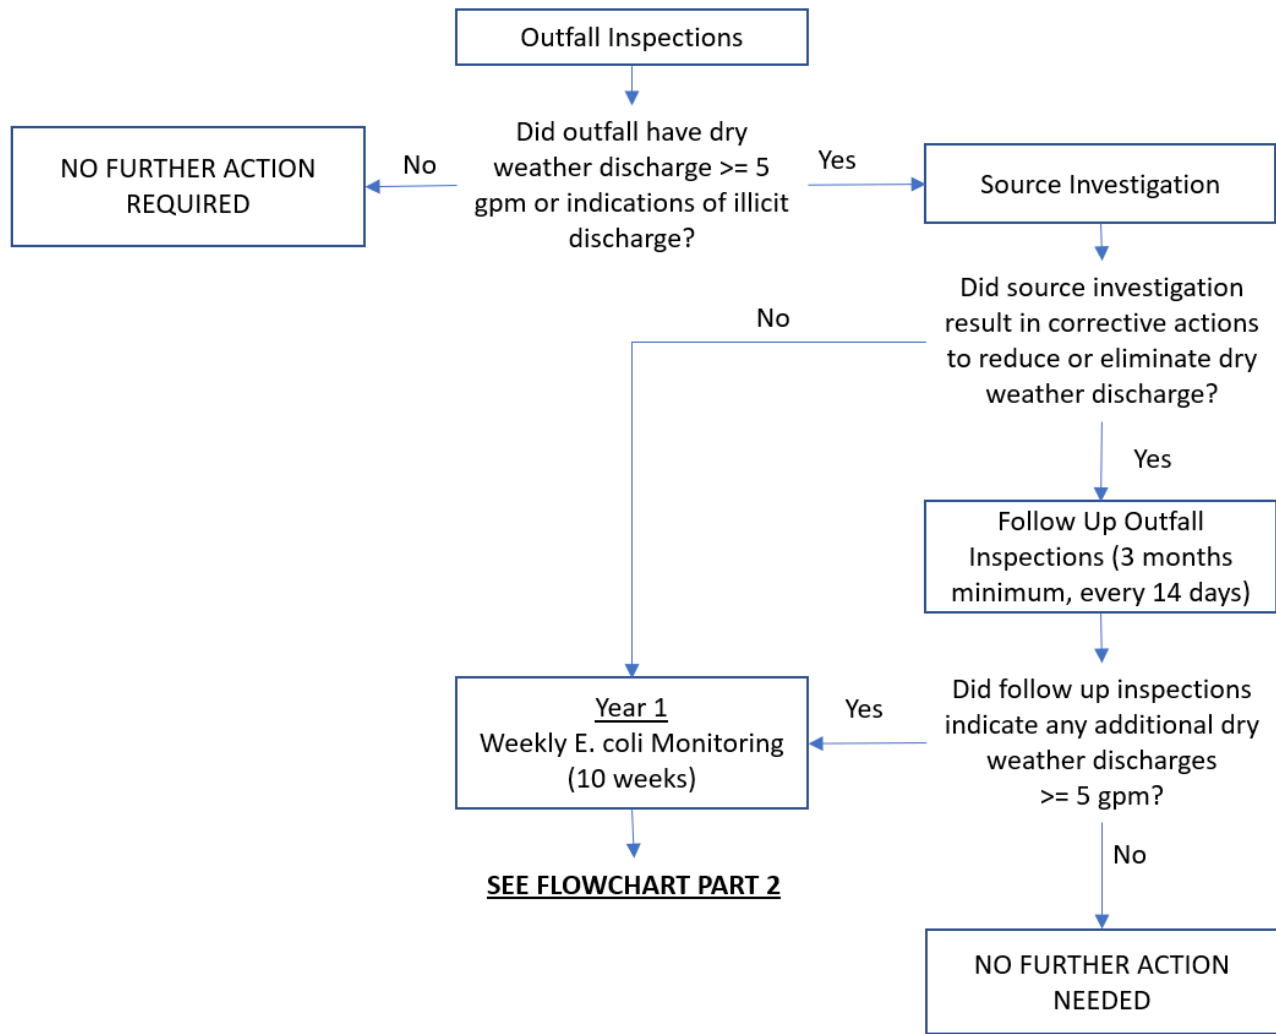 Outfall Inspections
Did outfall have dry
weather discharge >= 5
gpm or indications of illicit
discharge?
No
NO FURTHER ACTION
REQUIRED
Yes
Source Investigation
Did source investigation
result in corrective actions
to reduce or eliminate dry
weather discharge?
No
Yes
Follow Up Outfall
Inspections (3 months
minimum, every 14 days)
Did follow up inspections
indicate any additional dry
weather discharges
>= 5 gpm?
Yes
Year 1
Weekly E. coli Monitoring
(10 weeks)
SEE FLOWCHART PART 2
No
NO FURTHER ACTION
NEEDED